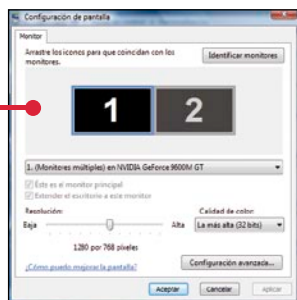 Configuración de pantalla
Monitor
Arrastre los iconos para que coincidan con los
monitores.
Identificar monitores
1 2
1. (Monitores múltiples) en NVIDIA GeForce 9600M GT
Éste es el monitor principal
Extender el escritorio a este monitor
Resolución:
Baja Alta
1280 por 768 píxeles
Calidad de color:
La más alta (32 bits)
¿Cómo puedo mejorar la pantalla?
Configuración avanzada...
Aceptar Cancelar Aplicar